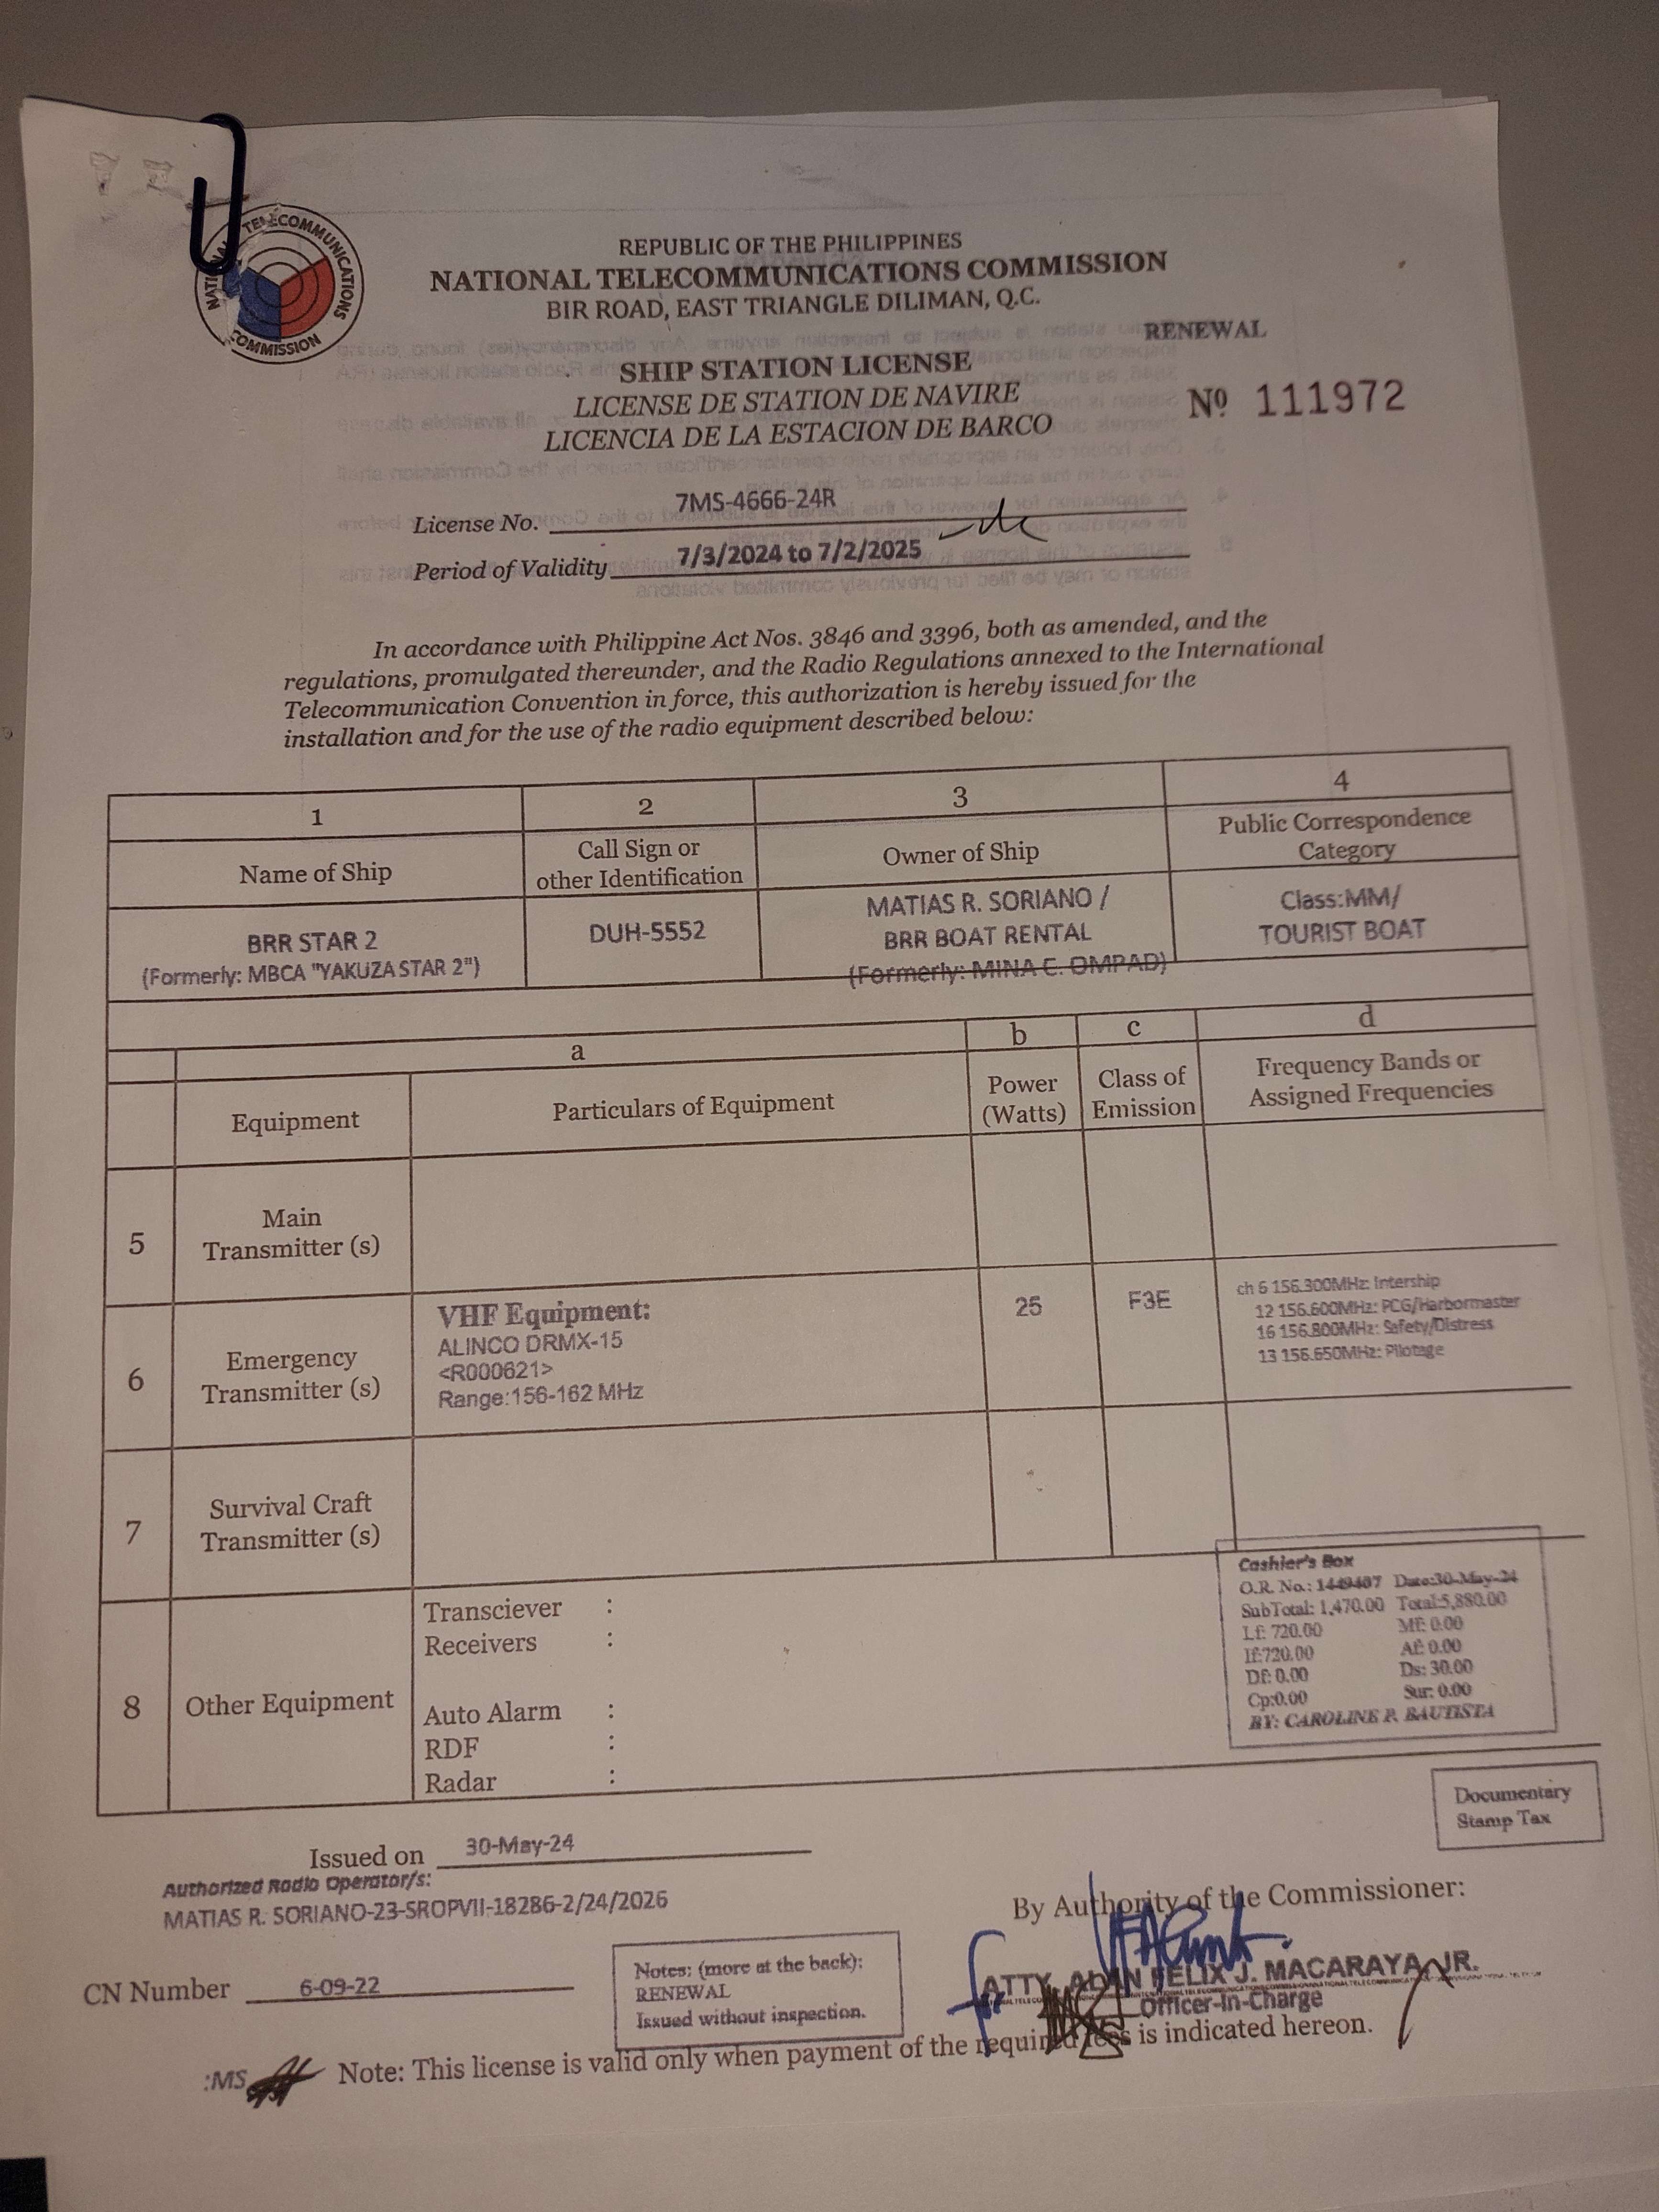 NATIONAL TELECOMMUNICATIONS COMMISSION
REPUBLIC OF THE PHILIPPINES
NATIONAL TELECOMMUNICATIONS COMMISSION
BIR ROAD, EAST TRIANGLE DILIMAN, Q.C.
RENEWAL
SHIP STATION LICENSE
LICENSE DE STATION DE NAVIRE
LICENCIA DE LA ESTACION DE BARCO
Nº 111972
License No. 7MS-4666-24R
Period of Validity 7/3/2024 to 7/2/2025
In accordance with Philippine Act Nos. 3846 and 3396, both as amended, and the
regulations, promulgated thereunder, and the Radio Regulations annexed to the International
Telecommunication Convention in force, this authorization is hereby issued for the
installation and for the use of the radio equipment described below:
1 2 3 4
Name of Ship
Call Sign or
other Identification
Owner of Ship
Public Correspondence
Category
BRR STAR 2
(Formerly: MBCA "YAKUZA STAR 2")
DUH-5552
MATIAS R. SORIANO /
BRR BOAT RENTAL
(Formerly: MINA C. OMPAD)
Class:MM/
TOURIST BOAT
a b c d
Equipment
Particulars of Equipment
Power
(Watts)
Class of
Emission
Frequency Bands or
Assigned Frequencies
5
Main
Transmitter (s)
6
Emergency
Transmitter (s)
VHF Equipment:
ALINCO DRMX-15
<R000621>
Range:156-162 MHz
25
F3E
ch 6 156.300MHz: Intership
12 156.600MHz: PCG/Harbormaster
16 156.800MHz: Safety/Distress
13 156.650MHz: Pilotage
7
Survival Craft
Transmitter (s)
8
Other Equipment
Transciever :
Receivers :
Auto Alarm :
RDF :
Radar :
Cashier's Box
O.R. No.: 1449407 Date:30-May-24
SubTotal: 1,470.00 Total:5,880.00
Lf: 720.00 Mf: 0.00
If:720.00 Af: 0.00
Df: 0.00 Ds: 30.00
Cp:0.00 Sur: 0.00
BY: CAROLINE P. BAUTISTA
Documentary
Stamp Tax
Issued on 30-May-24
Authorized Radio Operator/s:
MATIAS R. SORIANO-23-SROPVII-18286-2/24/2026
By Authority of the Commissioner:
CN Number 6-09-22
Notes: (more at the back):
RENEWAL
Issued without inspection.
ATTY. ALAN FELIX J. MACARAYA, JR.
Officer-In-Charge
:MS
Note: This license is valid only when payment of the required fees is indicated hereon.